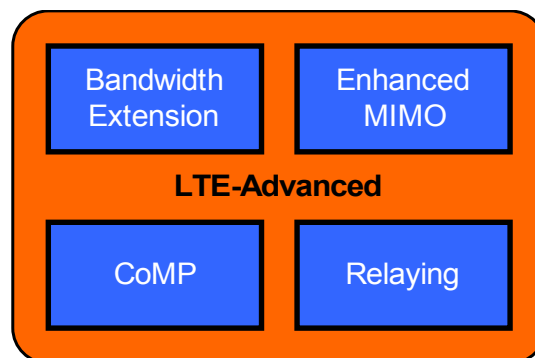 Bandwidth
Extension
Enhanced
MIMO
LTE-Advanced
CoMP
Relaying